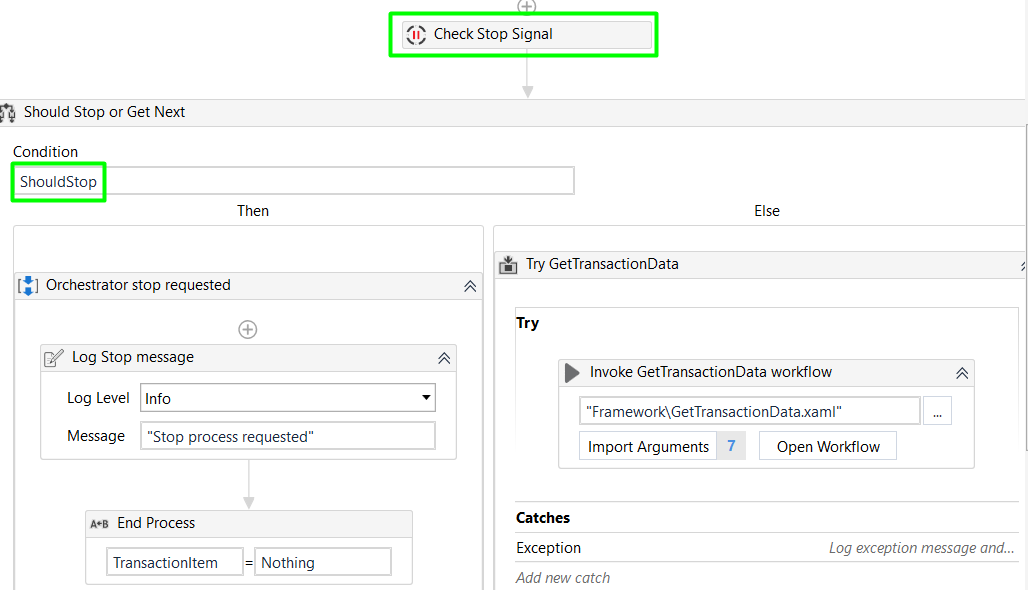 Check Stop Signal
Should Stop or Get Next
Condition
ShouldStop
Then
Else
Orchestrator stop requested
Log Stop message
Log Level Info
Message "Stop process requested"
A+B End Process
TransactionItem = Nothing
Try GetTransactionData
Try
Invoke GetTransactionData workflow
"Framework\GetTransactionData.xaml" ...
Import Arguments 7 Open Workflow
Catches
Exception Log exception message and...
Add new catch